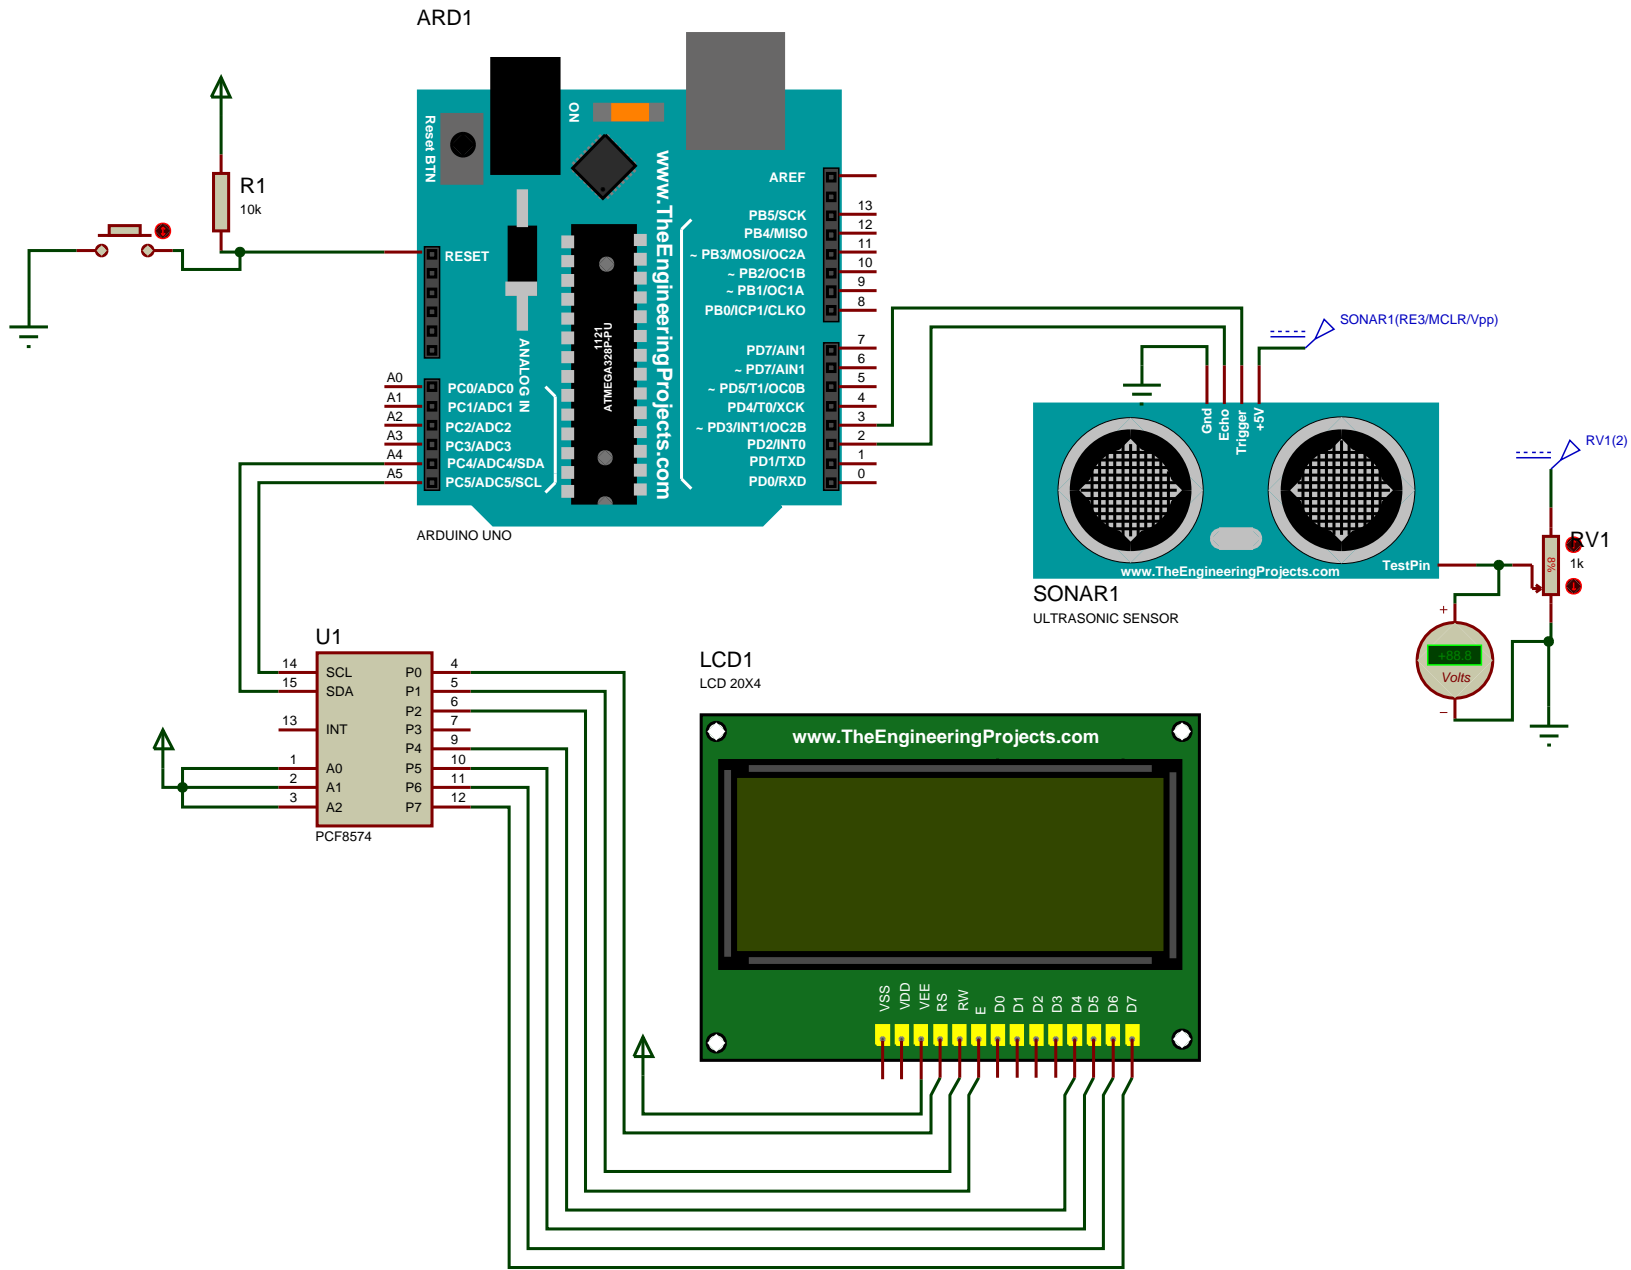 ARD1
ON
Reset BTN
www.TheEngineeringProjects.com
R1
10k
RESET
AREF
PB5/SCK 13
PB4/MISO 12
~ PB3/MOSI/OC2A 11
~ PB2/OC1B 10
~ PB1/OC1A 9
PB0/ICP1/CLKO 8
1121
ATMEGA328P-PU
ANALOG IN
PD7/AIN1 7
~ PD7/AIN1 6
~ PD5/T1/OC0B 5
PD4/T0/XCK 4
~ PD3/INT1/OC2B 3
PD2/INT0 2
PD1/TXD 1
PD0/RXD 0
A0 PC0/ADC0
A1 PC1/ADC1
A2 PC2/ADC2
A3 PC3/ADC3
A4 PC4/ADC4/SDA
A5 PC5/ADC5/SCL
ARDUINO UNO
SONAR1(RE3/MCLR/Vpp)
Gnd
Echo
Trigger
+5V
TestPin
www.TheEngineeringProjects.com
SONAR1
ULTRASONIC SENSOR
RV1(2)
RV1
1k
8%
+
+88.8
Volts
−
U1
14 SCL P0 4
15 SDA P1 5
P2 6
13 INT P3 7
P4 9
1 A0 P5 10
2 A1 P6 11
3 A2 P7 12
PCF8574
LCD1
LCD 20X4
www.TheEngineeringProjects.com
VSS
VDD
VEE
RS
RW
E
D0
D1
D2
D3
D4
D5
D6
D7